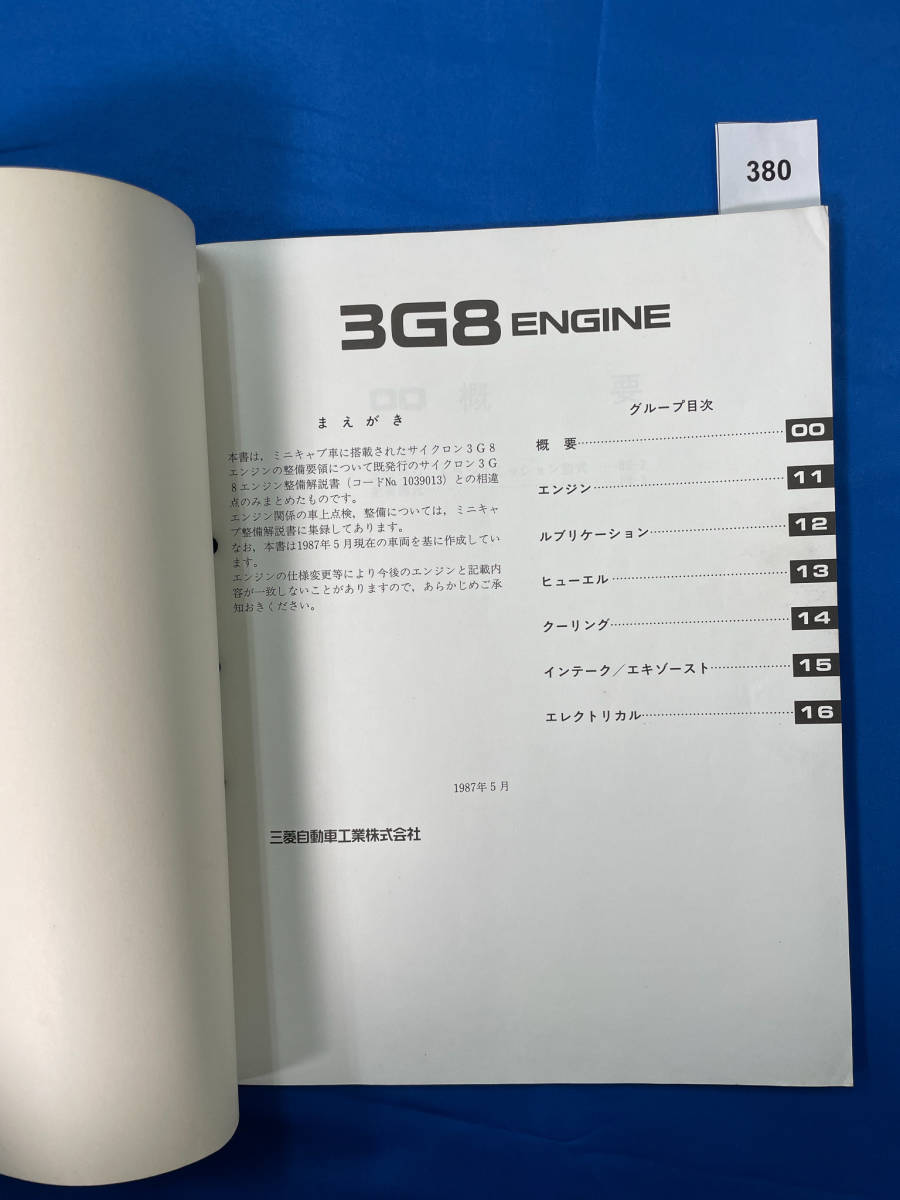 380
3G8 ENGINE
まえがき
本書は，ミニキャブ車に搭載されたサイクロン3G8
エンジンの整備要領について既発行のサイクロン3G
8エンジン整備解説書（コードNo. 1039013）との相違
点のみまとめたものです。
エンジン関係の車上点検，整備については，ミニキャ
ブ整備解説書に集録してあります。
なお，本書は1987年5月現在の車両を基に作成してい
ます。
エンジンの仕様変更等により今後のエンジンと記載内
容が一致しないことがありますので，あらかじめご承
知おきください。
グループ目次
概 要 00
エンジン 11
ルブリケーション 12
ヒューエル 13
クーリング 14
インテーク／エキゾースト 15
エレクトリカル 16
1987年5月
三菱自動車工業株式会社